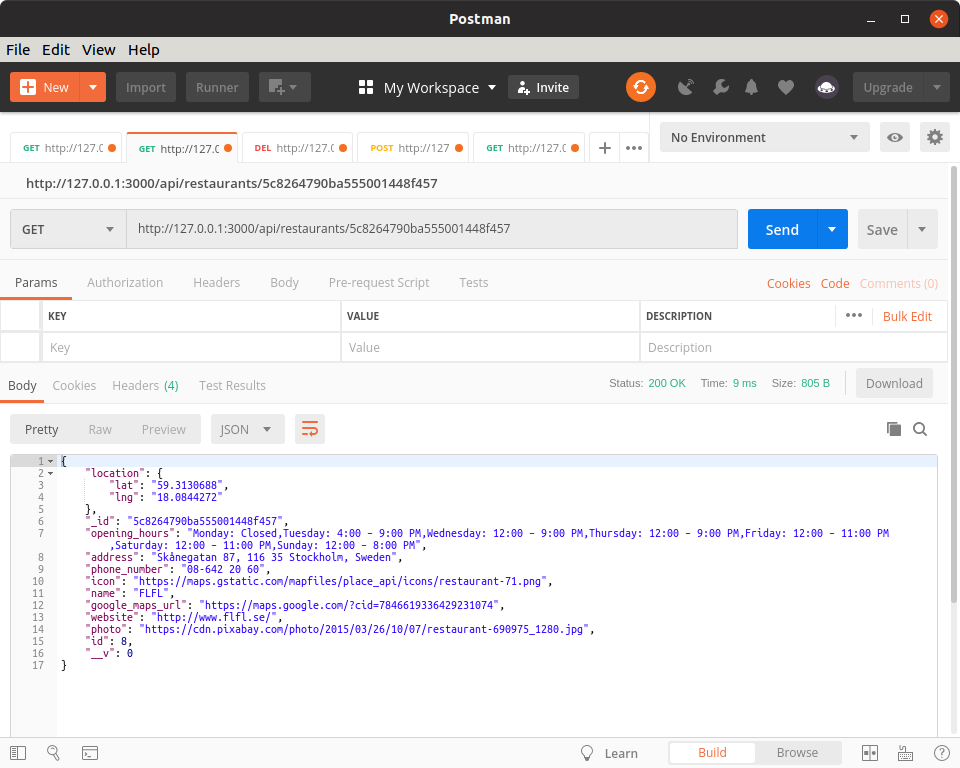 Postman
File Edit View Help
New Import Runner My Workspace Invite Upgrade
GET http://127.0 GET http://127.0 DEL http://127.0 POST http://127 GET http://127.0 No Environment
http://127.0.0.1:3000/api/restaurants/5c8264790ba555001448f457
GET http://127.0.0.1:3000/api/restaurants/5c8264790ba555001448f457 Send Save
Params Authorization Headers Body Pre-request Script Tests Cookies Code Comments (0)
KEY VALUE DESCRIPTION Bulk Edit
Key Value Description
Body Cookies Headers (4) Test Results Status: 200 OK Time: 9 ms Size: 805 B Download
Pretty Raw Preview JSON
1 {
2 "location": {
3 "lat": "59.3130688",
4 "lng": "18.0844272"
5 },
6 "_id": "5c8264790ba555001448f457",
7 "opening_hours": "Monday: Closed,Tuesday: 4:00 – 9:00 PM,Wednesday: 12:00 – 9:00 PM,Thursday: 12:00 – 9:00 PM,Friday: 12:00 – 11:00 PM
,Saturday: 12:00 – 11:00 PM,Sunday: 12:00 – 8:00 PM",
8 "address": "Skånegatan 87, 116 35 Stockholm, Sweden",
9 "phone_number": "08-642 20 60",
10 "icon": "https://maps.gstatic.com/mapfiles/place_api/icons/restaurant-71.png",
11 "name": "FLFL",
12 "google_maps_url": "https://maps.google.com/?cid=7846619336429231074",
13 "website": "http://www.flfl.se/",
14 "photo": "https://cdn.pixabay.com/photo/2015/03/26/10/07/restaurant-690975_1280.jpg",
15 "id": 8,
16 "__v": 0
17 }
Learn Build Browse